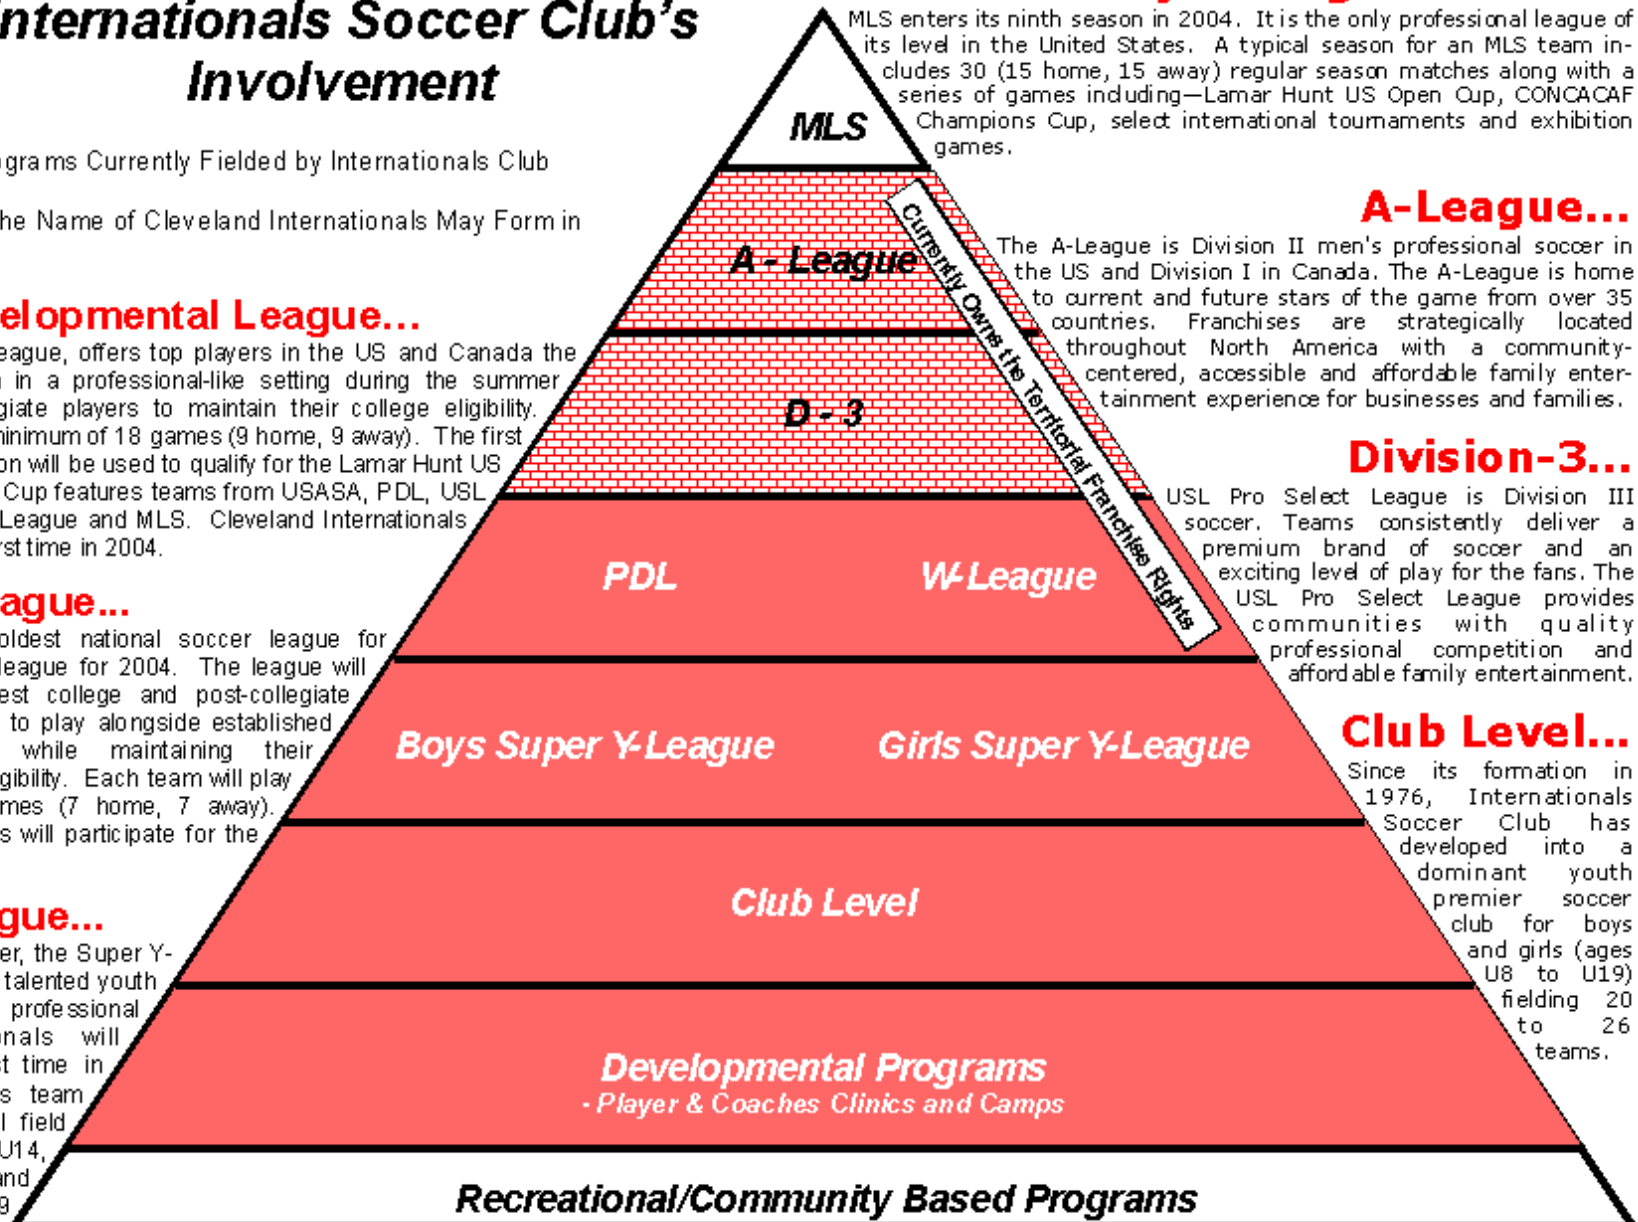 Internationals Soccer Club's
Involvement
grams Currently Fielded by Internationals Club
he Name of Cleveland Internationals May Form in
elopmental League...
eague, offers top players in the US and Canada the
in a professional-like setting during the summer
giate players to maintain their college eligibility.
minimum of 18 games (9 home, 9 away). The first
on will be used to qualify for the Lamar Hunt US
Cup features teams from USASA, PDL, USL
League and MLS. Cleveland Internationals
rst time in 2004.
ague...
oldest national soccer league for
league for 2004. The league will
est college and post-collegiate
to play alongside established
while maintaining their
gibility. Each team will play
mes (7 home, 7 away).
s will participate for the
gue...
er, the Super Y-
talented youth
professional
onals will
st time in
s team
l field
U14,
and
9
MLS
A - League
D - 3
Currently Owns the Territorial Franchise Rights
PDL W-League
Boys Super Y-League Girls Super Y-League
Club Level
Developmental Programs
- Player & Coaches Clinics and Camps
Recreational/Community Based Programs
MLS enters its ninth season in 2004. It is the only professional league of
its level in the United States. A typical season for an MLS team in-
cludes 30 (15 home, 15 away) regular season matches along with a
series of games including—Lamar Hunt US Open Cup, CONCACAF
Champions Cup, select international tournaments and exhibition
games.
A-League...
The A-League is Division II men's professional soccer in
the US and Division I in Canada. The A-League is home
to current and future stars of the game from over 35
countries. Franchises are strategically located
throughout North America with a community-
centered, accessible and affordable family enter-
tainment experience for businesses and families.
Division-3...
USL Pro Select League is Division III
soccer. Teams consistently deliver a
premium brand of soccer and an
exciting level of play for the fans. The
USL Pro Select League provides
communities with quality
professional competition and
affordable family entertainment.
Club Level...
Since its formation in
1976, Internationals
Soccer Club has
developed into a
dominant youth
premier soccer
club for boys
and girls (ages
U8 to U19)
fielding 20
to 26
teams.